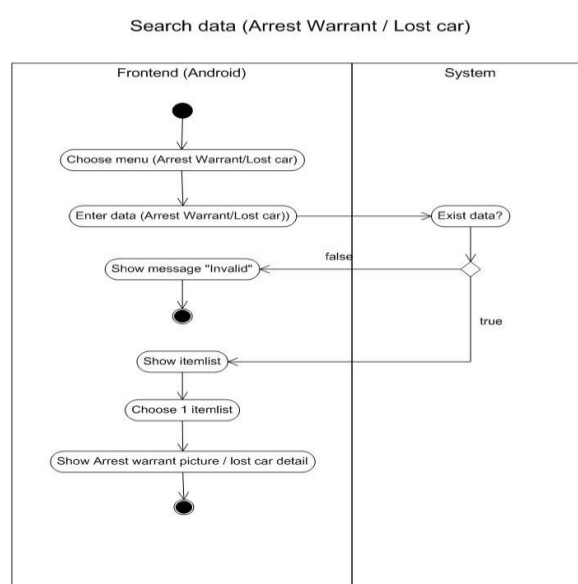 Search data (Arrest Warrant / Lost car)
Frontend (Android)
System
Choose menu (Arrest Warrant/Lost car)
Enter data (Arrest Warrant/Lost car))
Exist data?
false
Show message "Invalid"
true
Show itemlist
Choose 1 itemlist
Show Arrest warrant picture / lost car detail